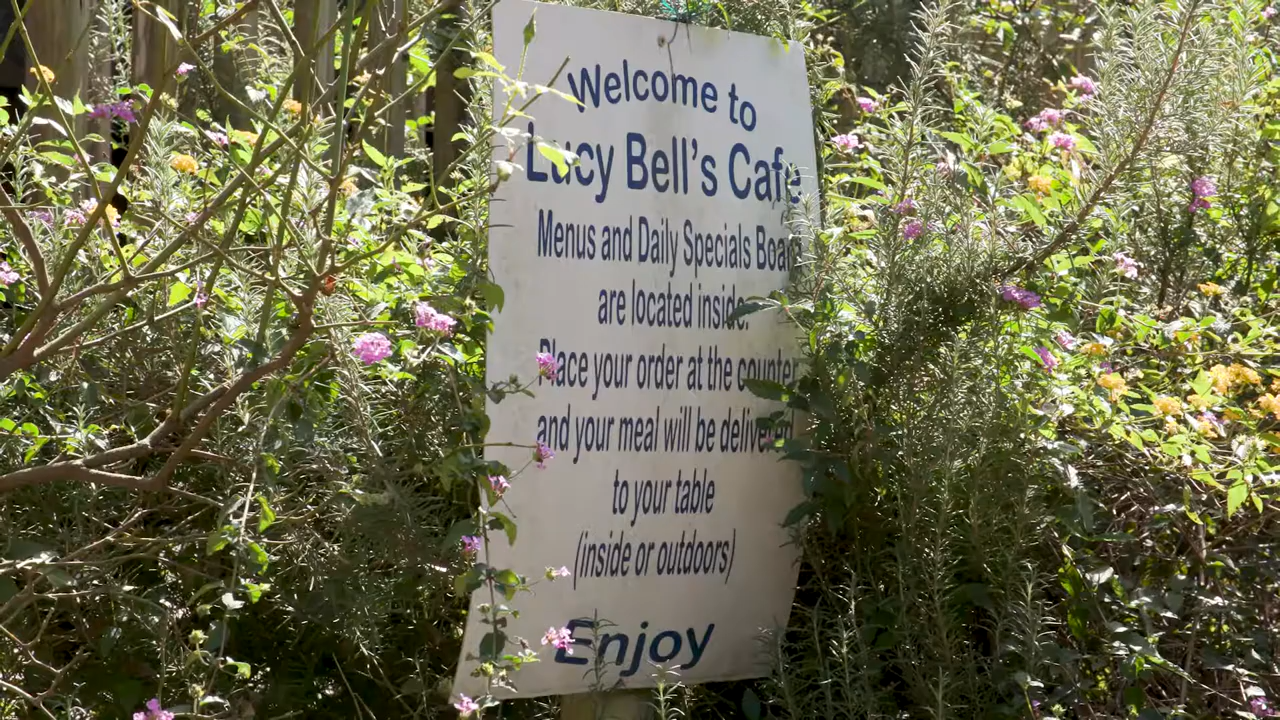 Welcome to
Lucy Bell's Cafe
Menus and Daily Specials Board
are located inside.
Place your order at the counter
and your meal will be delivered
to your table
(inside or outdoors)
Enjoy